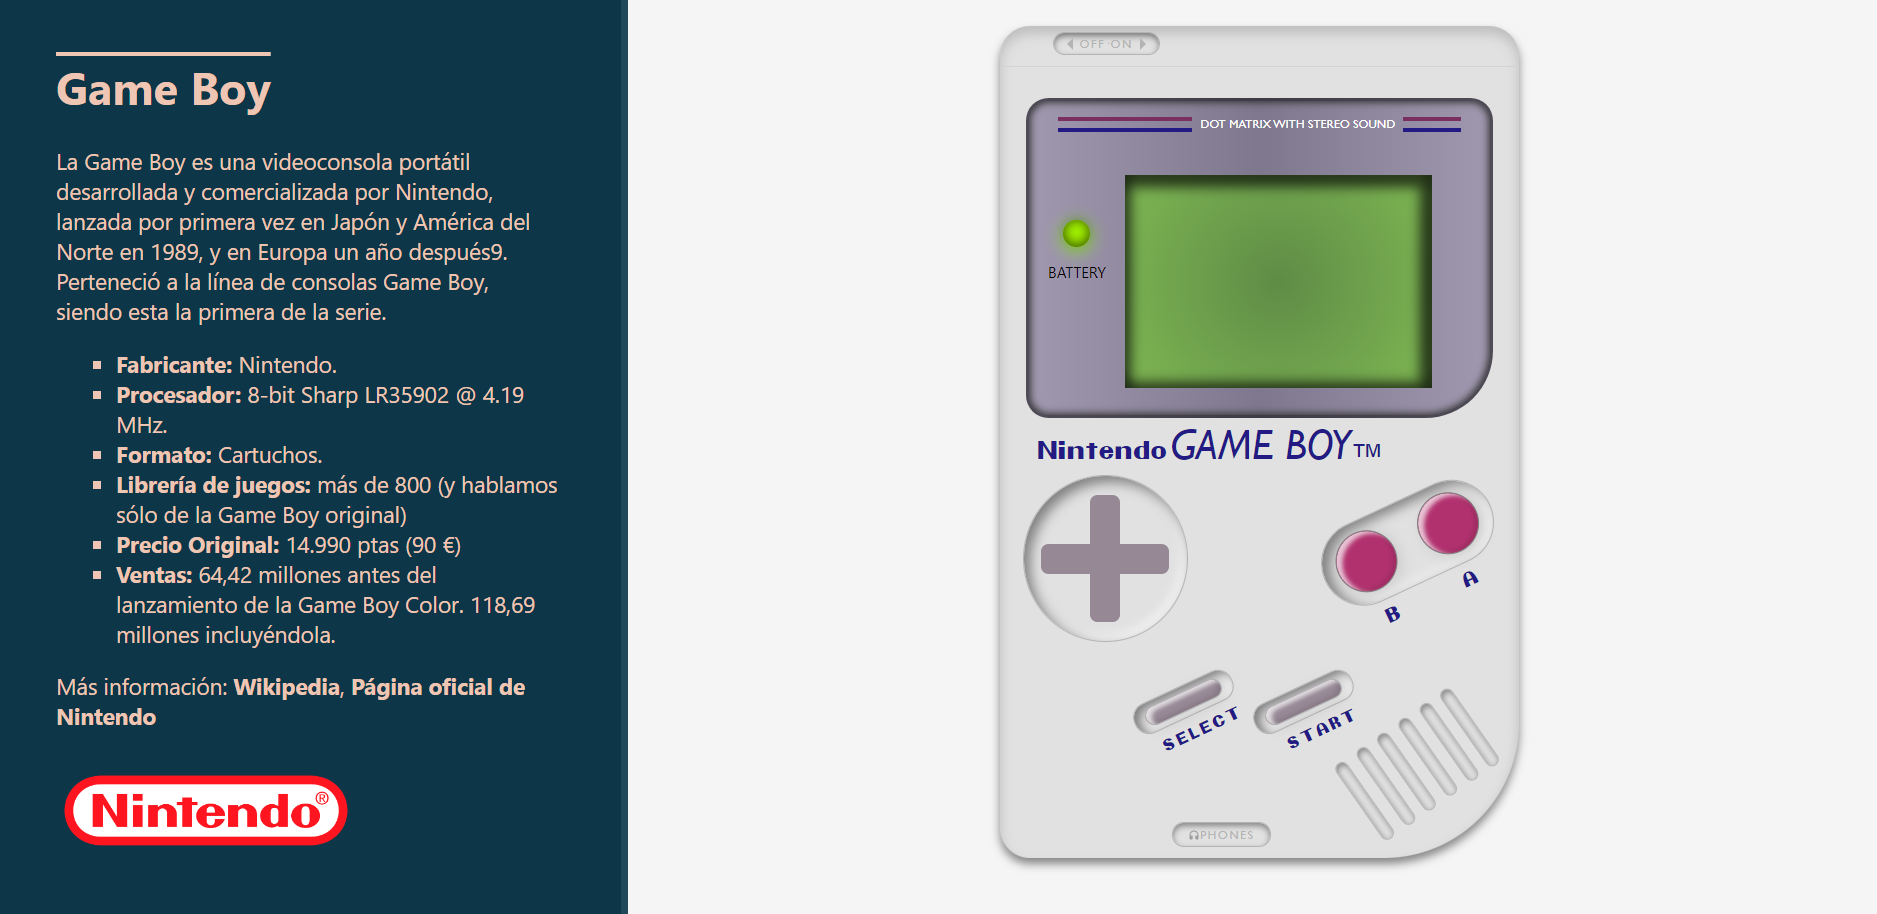 Game Boy
La Game Boy es una videoconsola portátil
desarrollada y comercializada por Nintendo,
lanzada por primera vez en Japón y América del
Norte en 1989, y en Europa un año después9.
Perteneció a la línea de consolas Game Boy,
siendo esta la primera de la serie.
Fabricante: Nintendo.
Procesador: 8-bit Sharp LR35902 @ 4.19
MHz.
Formato: Cartuchos.
Librería de juegos: más de 800 (y hablamos
sólo de la Game Boy original)
Precio Original: 14.990 ptas (90 €)
Ventas: 64,42 millones antes del
lanzamiento de la Game Boy Color. 118,69
millones incluyéndola.
Más información: Wikipedia, Página oficial de
Nintendo
Nintendo®
OFF·ON
DOT MATRIX WITH STEREO SOUND
BATTERY
Nintendo GAME BOY TM
A
B
SELECT
START
PHONES